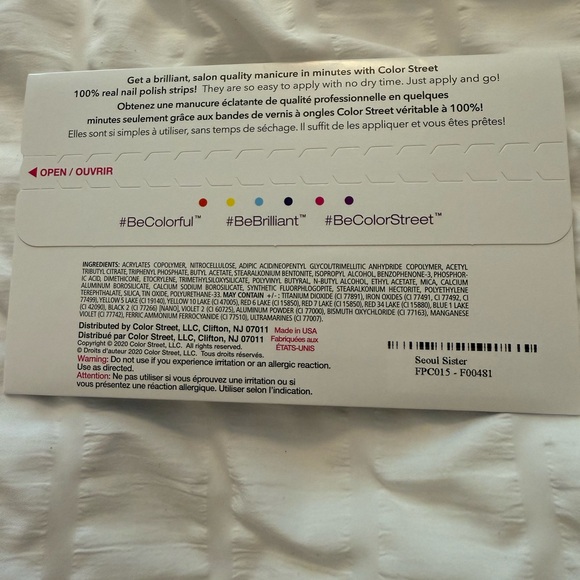 Get a brilliant, salon quality manicure in minutes with Color Street
100% real nail polish strips! They are so easy to apply with no dry time. Just apply and go!
Obtenez une manucure éclatante de qualité professionnelle en quelques
minutes seulement grâce aux bandes de vernis à ongles Color Street véritable à 100%!
Elles sont si simples à utiliser, sans temps de séchage. Il suffit de les appliquer et vous êtes prêtes!
OPEN / OUVRIR
#BeColorful™ #BeBrilliant™ #BeColorStreet™
INGREDIENTS: ACRYLATES COPOLYMER, NITROCELLULOSE, ADIPIC ACID/NEOPENTYL GLYCOL/TRIMELLITIC ANHYDRIDE COPOLYMER, ACETYL
TRIBUTYL CITRATE, TRIPHENYL PHOSPHATE, BUTYL ACETATE, STEARALKONIUM BENTONITE, ISOPROPYL ALCOHOL, BENZOPHENONE-3, PHOSPHOR-
IC ACID, DIMETHICONE, ETOCRYLENE, TRIMETHYLSILOXYSILICATE, POLYVINYL BUTYRAL, N-BUTYL ALCOHOL, ETHYL ACETATE, MICA, CALCIUM
ALUMINUM BOROSILICATE, CALCIUM SODIUM BOROSILICATE, SYNTHETIC FLUORPHLOGOPITE, STEARALKONIUM HECTORITE, POLYETHYLENE
TEREPHTHALATE, SILICA, TIN OXIDE, POLYURETHANE-33. MAY CONTAIN +/- : TITANIUM DIOXIDE (CI 77891), IRON OXIDES (CI 77491, CI 77492, CI
77499), YELLOW 5 LAKE (CI 19140), YELLOW 10 LAKE (CI 47005), RED 6 LAKE (CI 15850), RED 7 LAKE (CI 15850), RED 34 LAKE (CI 15880), BLUE 1 LAKE
(CI 42090), BLACK 2 (CI 77266) (NANO), VIOLET 2 (CI 60725), ALUMINUM POWDER (CI 77000), BISMUTH OXYCHLORIDE (CI 77163), MANGANESE
VIOLET (CI 77742), FERRIC AMMONIUM FERROCYANIDE (CI 77510), ULTRAMARINES (CI 77007).
Distributed by Color Street, LLC, Clifton, NJ 07011 Made in USA
Distribué par Color Street, LLC, Clifton, NJ 07011 Fabriquées aux
ÉTATS-UNIS
Copyright © 2020 Color Street, LLC. All rights reserved.
© Droits d'auteur 2020 Color Street, LLC. Tous droits réservés.
Warning: Do not use if you experience irritation or an allergic reaction.
Use as directed.
Attention: Ne pas utiliser si vous éprouvez une irritation ou si
vous présentez une réaction allergique. Utiliser selon l'indication.
Seoul Sister
FPC015 - F00481